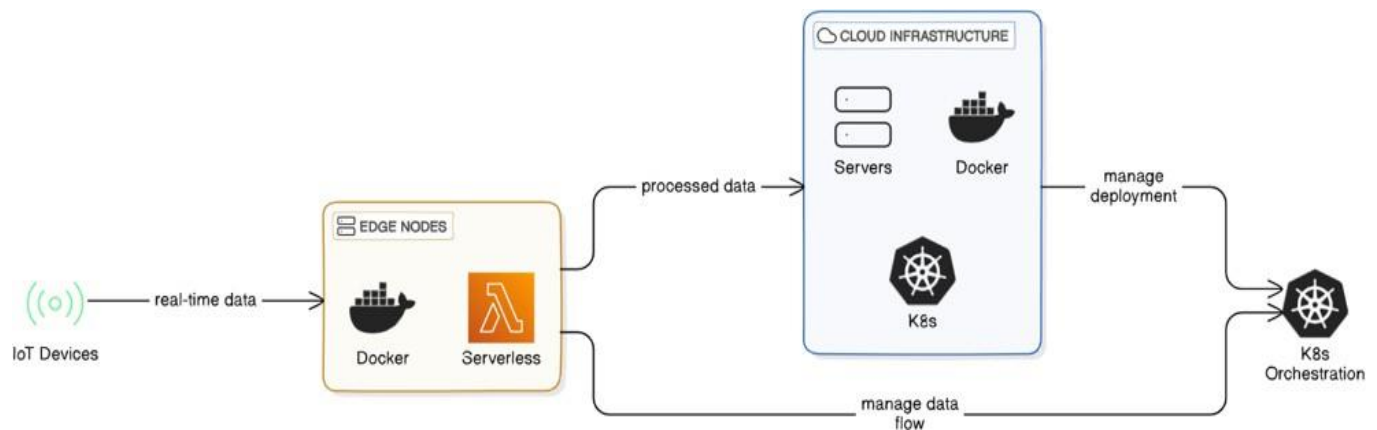 CLOUD INFRASTRUCTURE
Servers
Docker
processed data
manage
deployment
EDGE NODES
real-time data
IoT Devices
Docker
Serverless
K8s
K8s
Orchestration
manage data
flow